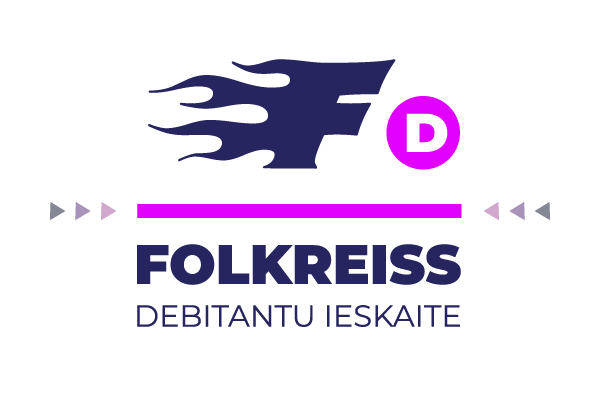 F
D
FOLKREISS
DEBITANTU IESKAITE